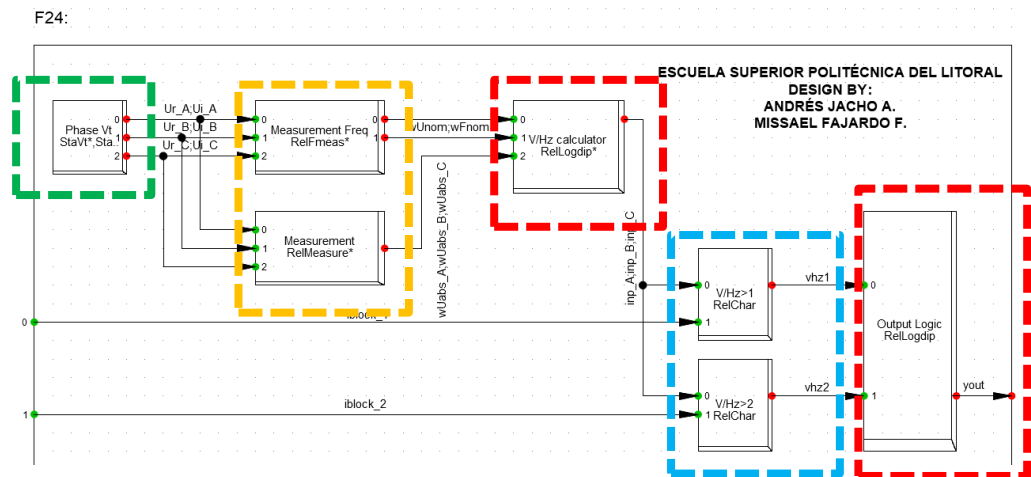 F24:
ESCUELA SUPERIOR POLITÉCNICA DEL LITORAL
DESIGN BY:
ANDRÉS JACHO A.
MISSAEL FAJARDO F.
Phase Vt
StaVt*,Sta..
0
1
2
Ur_A;Ui_A
Ur_B;Ui_B
Ur_C;Ui_C
Measurement Freq
RelFmeas*
0
1
2
0
1
wUnom;wFnom
Measurement
RelMeasure*
0
1
2
wUabs_A;wUabs_B;wUabs_C
V/Hz calculator
RelLogdip*
0
1
2
inp_A;inp_B;inp_C
V/Hz>1
RelChar
0
1
vhz1
V/Hz>2
RelChar
0
1
vhz2
Output Logic
RelLogdip
0
1
yout
0
iblock_1
1
iblock_2